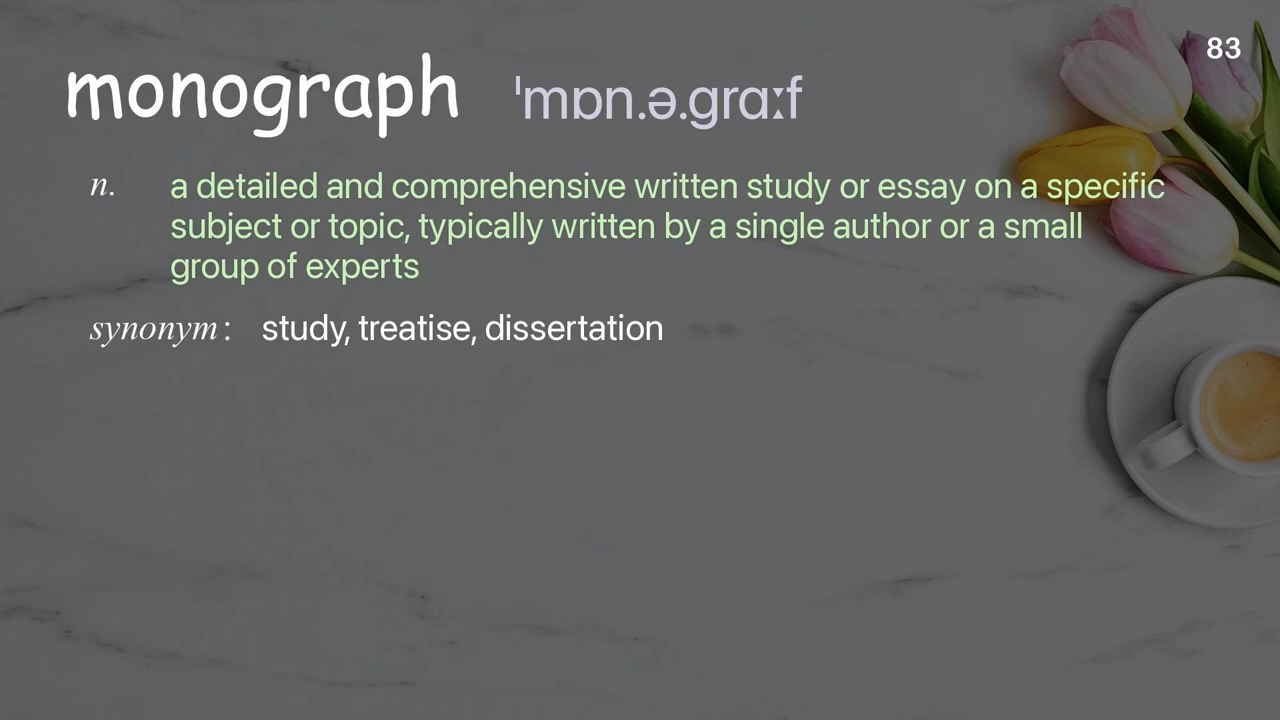 83
monograph ˈmɒn.ə.grɑːf
n. a detailed and comprehensive written study or essay on a specific
subject or topic, typically written by a single author or a small
group of experts
synonym: study, treatise, dissertation